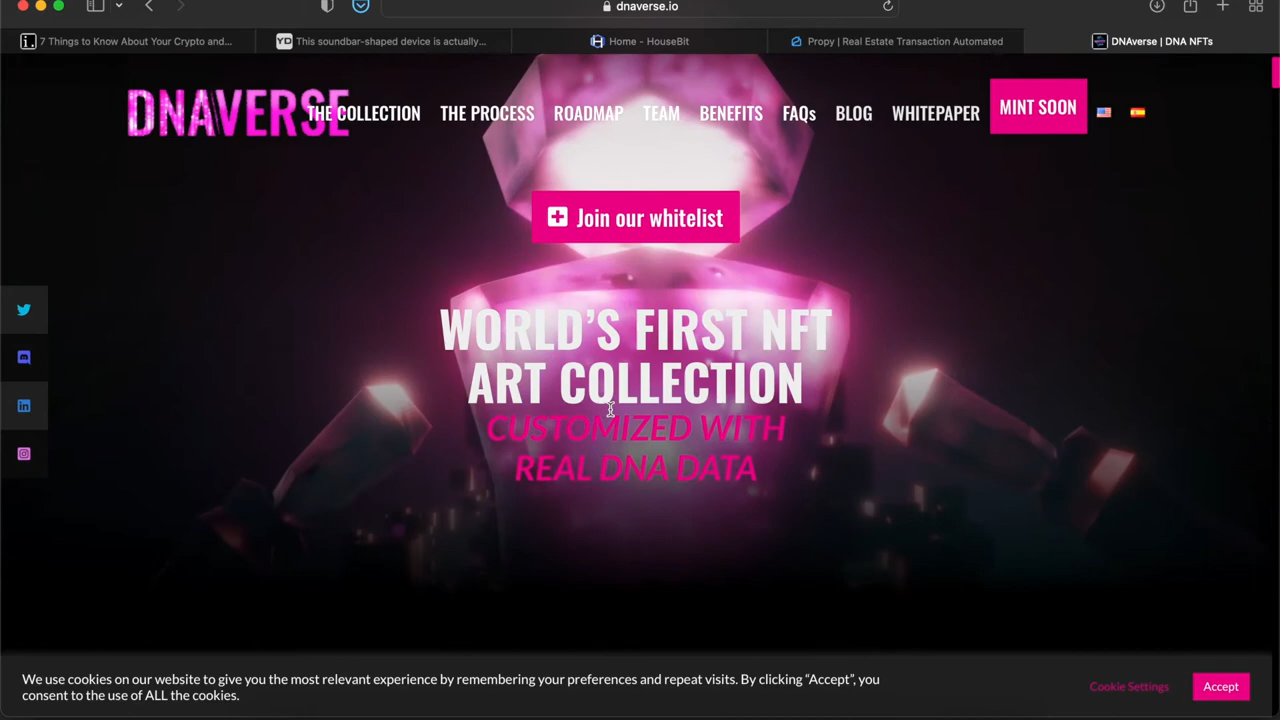 dnaverse.io
7 Things to Know About Your Crypto and...
This soundbar-shaped device is actually...
Home - HouseBit
Propy | Real Estate Transaction Automated
DNAverse | DNA NFTs
DNAVERSE
THE COLLECTION
THE PROCESS
ROADMAP
TEAM
BENEFITS
FAQs
BLOG
WHITEPAPER
MINT SOON
Join our whitelist
WORLD’S FIRST NFT
ART COLLECTION
CUSTOMIZED WITH
REAL DNA DATA
We use cookies on our website to give you the most relevant experience by remembering your preferences and repeat visits. By clicking “Accept”, you
consent to the use of ALL the cookies.
Cookie Settings
Accept